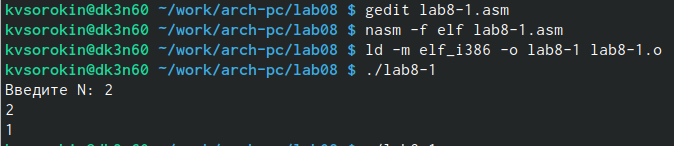 kvsorokin@dk3n60 ~/work/arch-pc/lab08 $ gedit lab8-1.asm
kvsorokin@dk3n60 ~/work/arch-pc/lab08 $ nasm -f elf lab8-1.asm
kvsorokin@dk3n60 ~/work/arch-pc/lab08 $ ld -m elf_i386 -o lab8-1 lab8-1.o
kvsorokin@dk3n60 ~/work/arch-pc/lab08 $ ./lab8-1
Введите N: 2
2
1